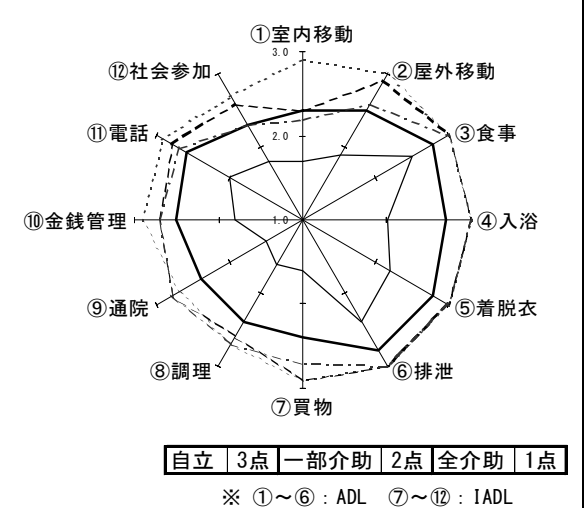 ①室内移動
3.0
⑫社会参加
②屋外移動
⑪電話
2.0
③食事
⑩金銭管理
1.0
④入浴
⑨通院
⑤着脱衣
⑧調理
⑥排泄
⑦買物
自立 3点 一部介助 2点 全介助 1点
※ ①～⑥：ADL ⑦～⑫：IADL